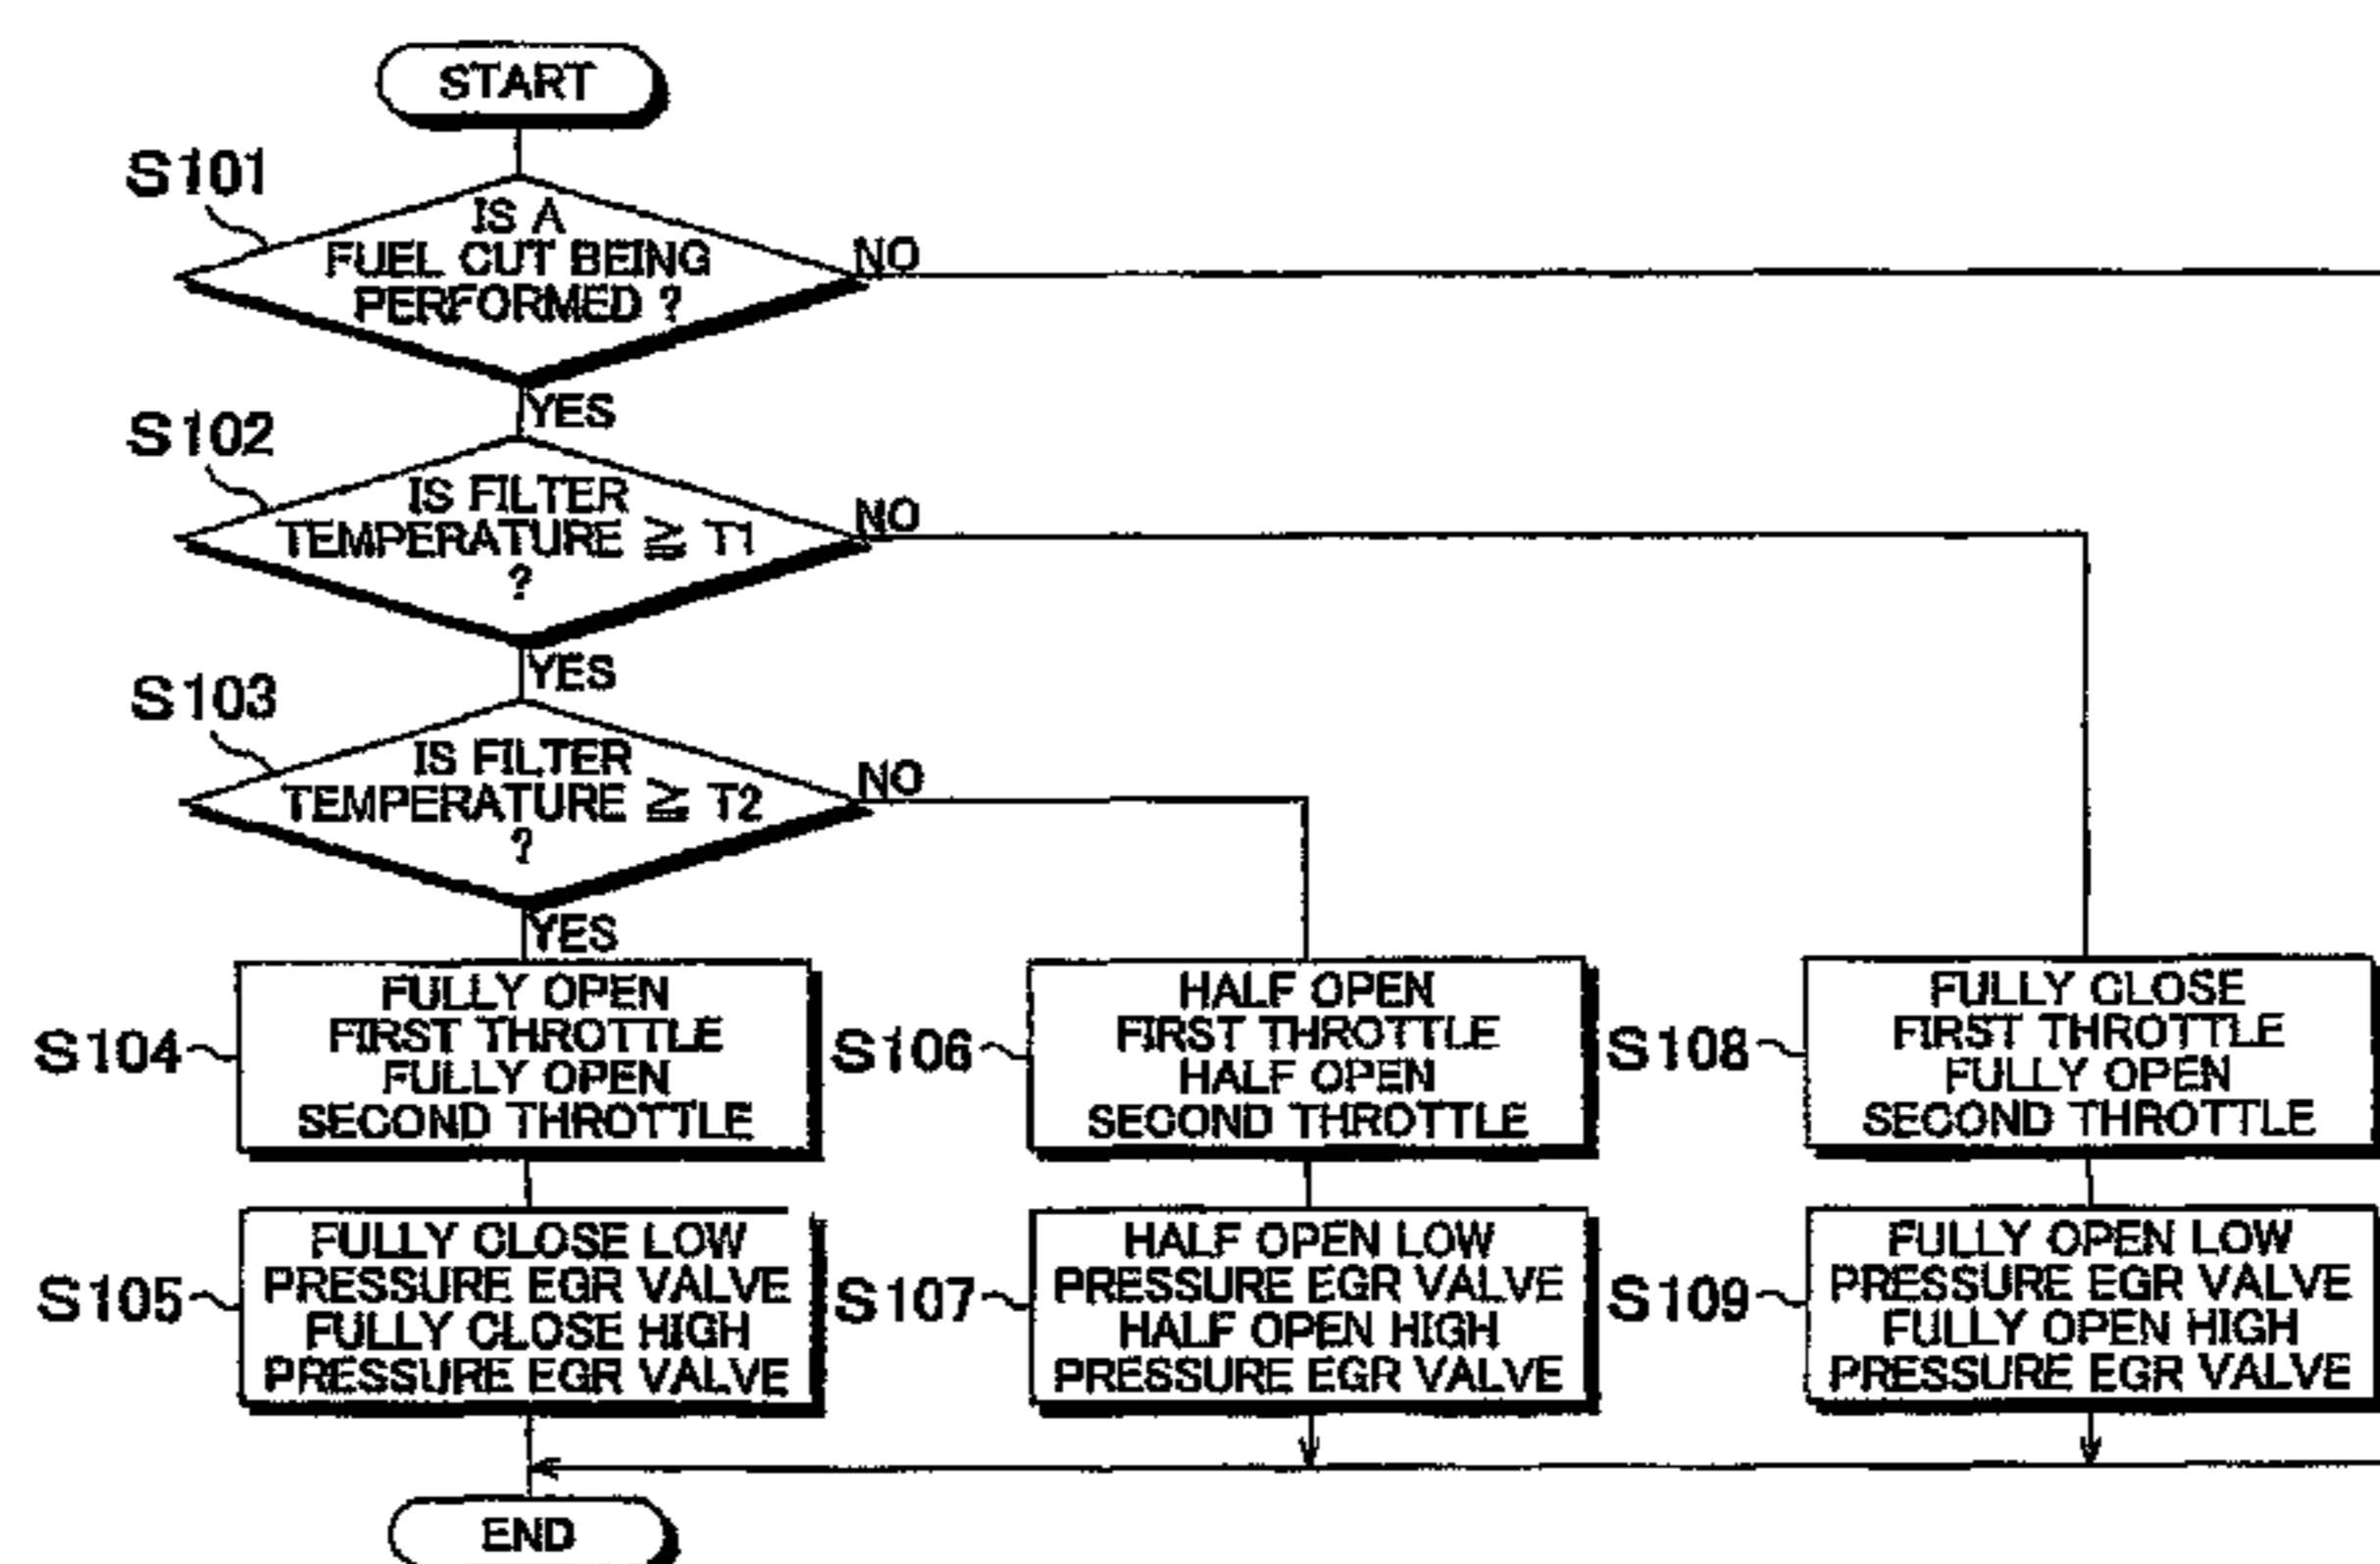 START
S101
IS A
FUEL CUT BEING
PERFORMED ?
NO
YES
S102
IS FILTER
TEMPERATURE ≧ T1
?
NO
YES
S103
IS FILTER
TEMPERATURE ≧ T2
?
NO
YES
S104
FULLY OPEN
FIRST THROTTLE
FULLY OPEN
SECOND THROTTLE
S106
HALF OPEN
FIRST THROTTLE
HALF OPEN
SECOND THROTTLE
S108
FULLY CLOSE
FIRST THROTTLE
FULLY OPEN
SECOND THROTTLE
S105
FULLY CLOSE LOW
PRESSURE EGR VALVE
FULLY CLOSE HIGH
PRESSURE EGR VALVE
S107
HALF OPEN LOW
PRESSURE EGR VALVE
HALF OPEN HIGH
PRESSURE EGR VALVE
S109
FULLY OPEN LOW
PRESSURE EGR VALVE
FULLY OPEN HIGH
PRESSURE EGR VALVE
END